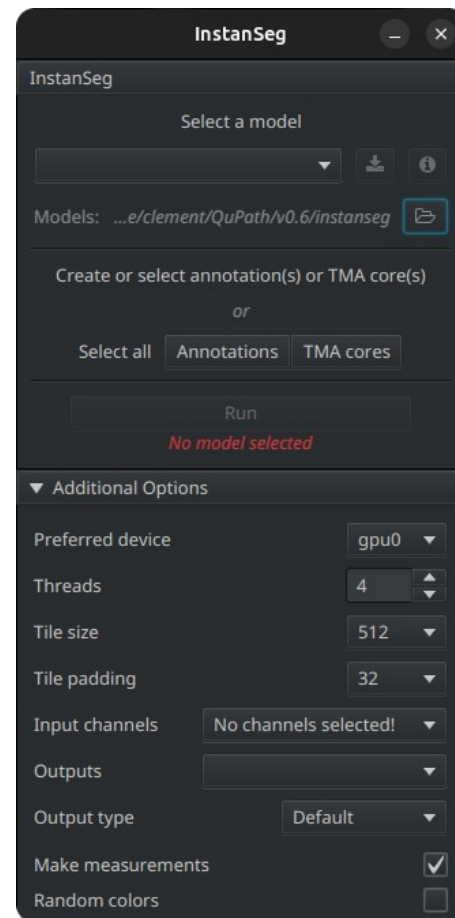 InstanSeg
InstanSeg
Select a model
Models: ...e/clement/QuPath/v0.6/instanseg
Create or select annotation(s) or TMA core(s)
or
Select all Annotations TMA cores
Run
No model selected
Additional Options
Preferred device gpu0
Threads 4
Tile size 512
Tile padding 32
Input channels No channels selected!
Outputs
Output type Default
Make measurements
Random colors